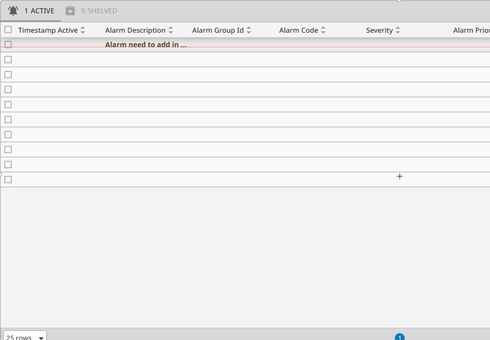 1 ACTIVE 0 SHELVED
Timestamp Active Alarm Description Alarm Group Id Alarm Code Severity Alarm Prior
Alarm need to add in ...
25 rows 1